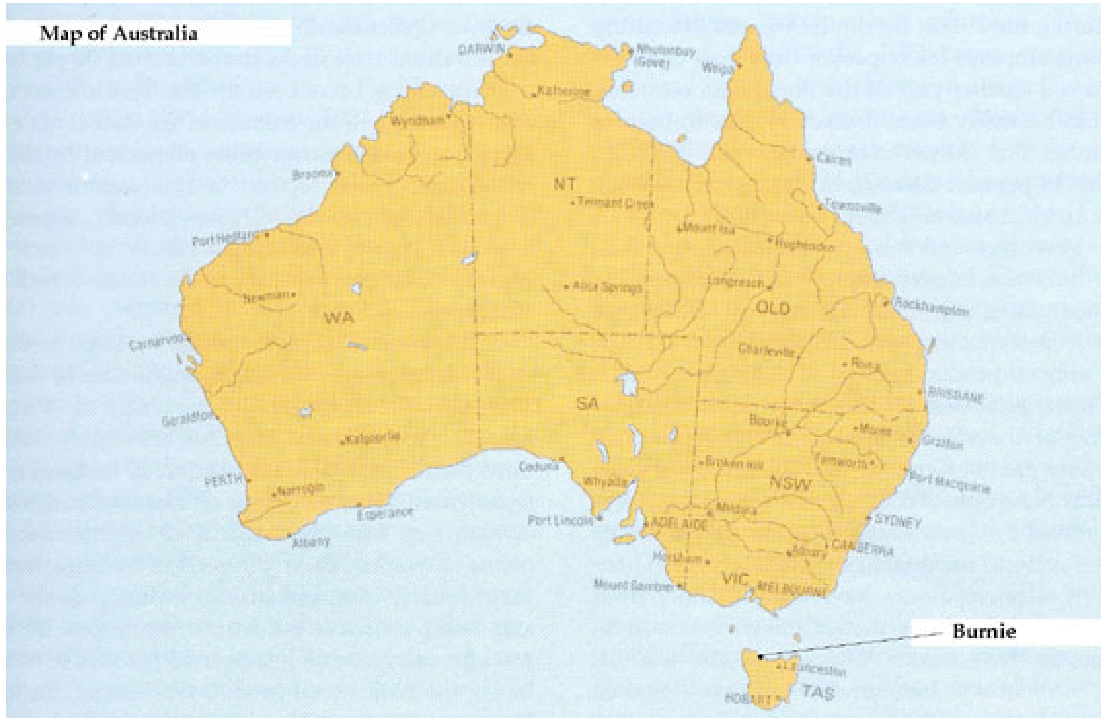 Map of Australia
DARWIN
Nhulunbuy
(Gove)
Weipa
Katherine
Wyndham
Cairns
Broome
NT
Tennant Creek
Townsville
Port Hedland
Mount Isa
Hughenden
Newman
Alice Springs
Longreach
QLD
Rockhampton
WA
Carnarvon
Charleville
Roma
BRISBANE
SA
Geraldton
Bourke
Moree
Grafton
Kalgoorlie
Ceduna
Broken Hill
Tamworth
Port Macquarie
PERTH
Narrogin
Whyalla
NSW
Esperance
Port Lincoln
Mildura
SYDNEY
ADELAIDE
Albany
Horsham
Albury
CANBERRA
Mount Gambier
VIC
MELBOURNE
Burnie
Launceston
HOBART
TAS